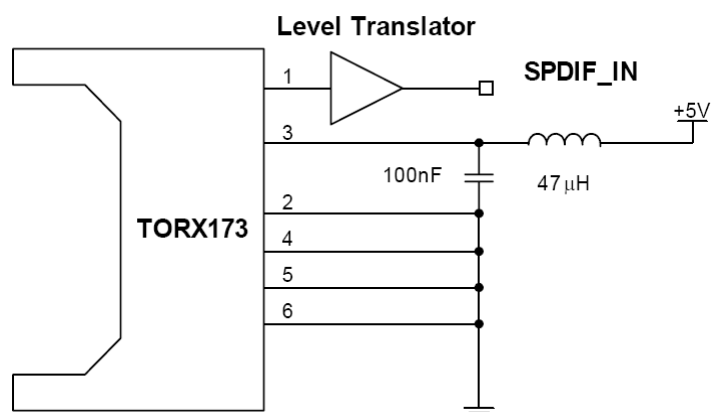 Level Translator
1
SPDIF_IN
+5V
3
100nF
47 μH
2
TORX173
4
5
6